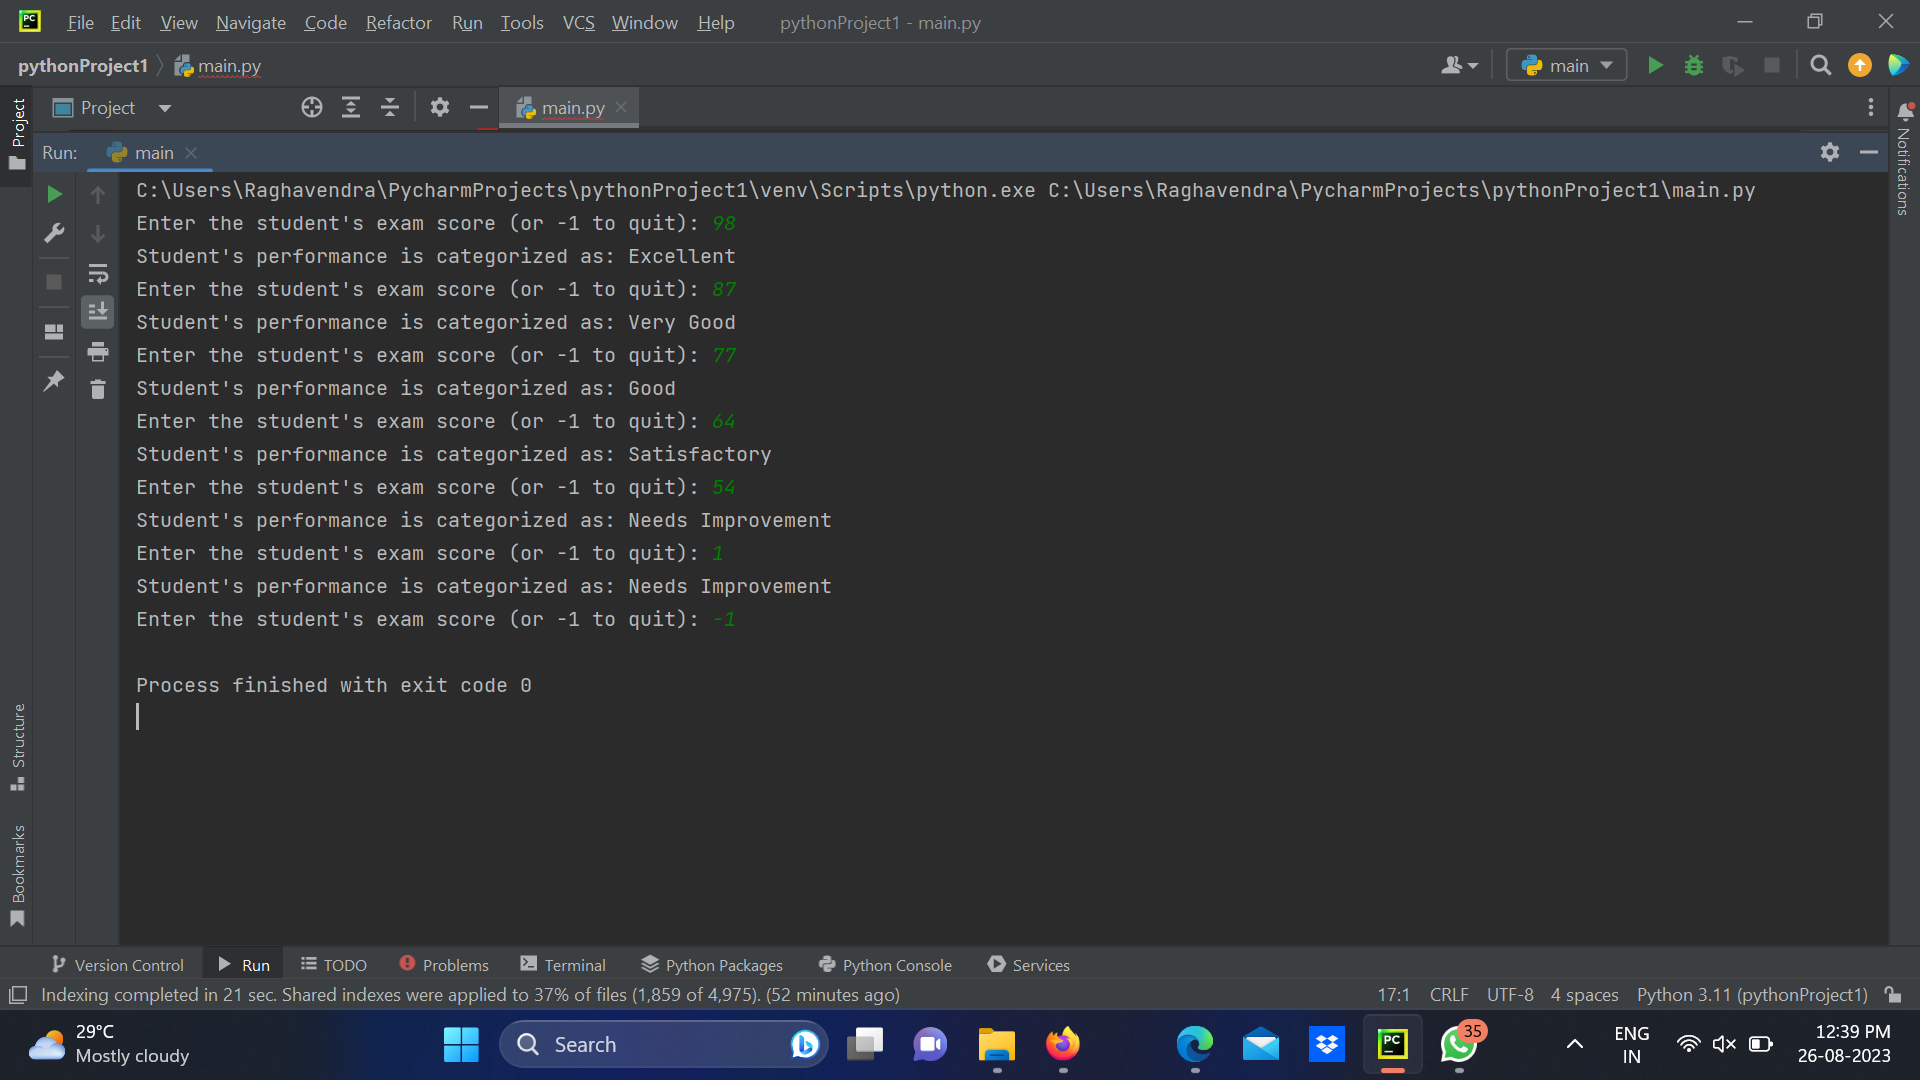 PC File Edit View Navigate Code Refactor Run Tools VCS Window Help pythonProject1 - main.py
pythonProject1 main.py main
Project main.py
Project
Run: main
Notifications
C:\Users\Raghavendra\PycharmProjects\pythonProject1\venv\Scripts\python.exe C:\Users\Raghavendra\PycharmProjects\pythonProject1\main.py
Enter the student's exam score (or -1 to quit): 98
Student's performance is categorized as: Excellent
Enter the student's exam score (or -1 to quit): 87
Student's performance is categorized as: Very Good
Enter the student's exam score (or -1 to quit): 77
Student's performance is categorized as: Good
Enter the student's exam score (or -1 to quit): 64
Student's performance is categorized as: Satisfactory
Enter the student's exam score (or -1 to quit): 54
Student's performance is categorized as: Needs Improvement
Enter the student's exam score (or -1 to quit): 1
Student's performance is categorized as: Needs Improvement
Enter the student's exam score (or -1 to quit): -1
Process finished with exit code 0
Structure
Bookmarks
Version Control Run TODO Problems Terminal Python Packages Python Console Services
Indexing completed in 21 sec. Shared indexes were applied to 37% of files (1,859 of 4,975). (52 minutes ago) 17:1 CRLF UTF-8 4 spaces Python 3.11 (pythonProject1)
29°C
Mostly cloudy
Search
PC
35
ENG
IN
12:39 PM
26-08-2023